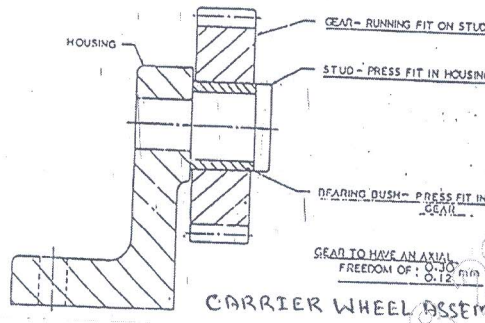 GEAR- RUNNING FIT ON STUD
HOUSING
STUD- PRESS FIT IN HOUSING
BEARING BUSH- PRESS FIT IN
GEAR
GEAR TO HAVE AN AXIAL
FREEDOM OF: 0.30 mm
0.12
CARRIER WHEEL ASSEM